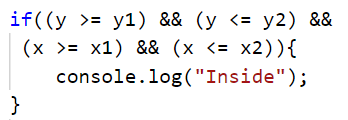 if((y >= y1) && (y <= y2) &&
(x >= x1) && (x <= x2)){
console.log("Inside");
}